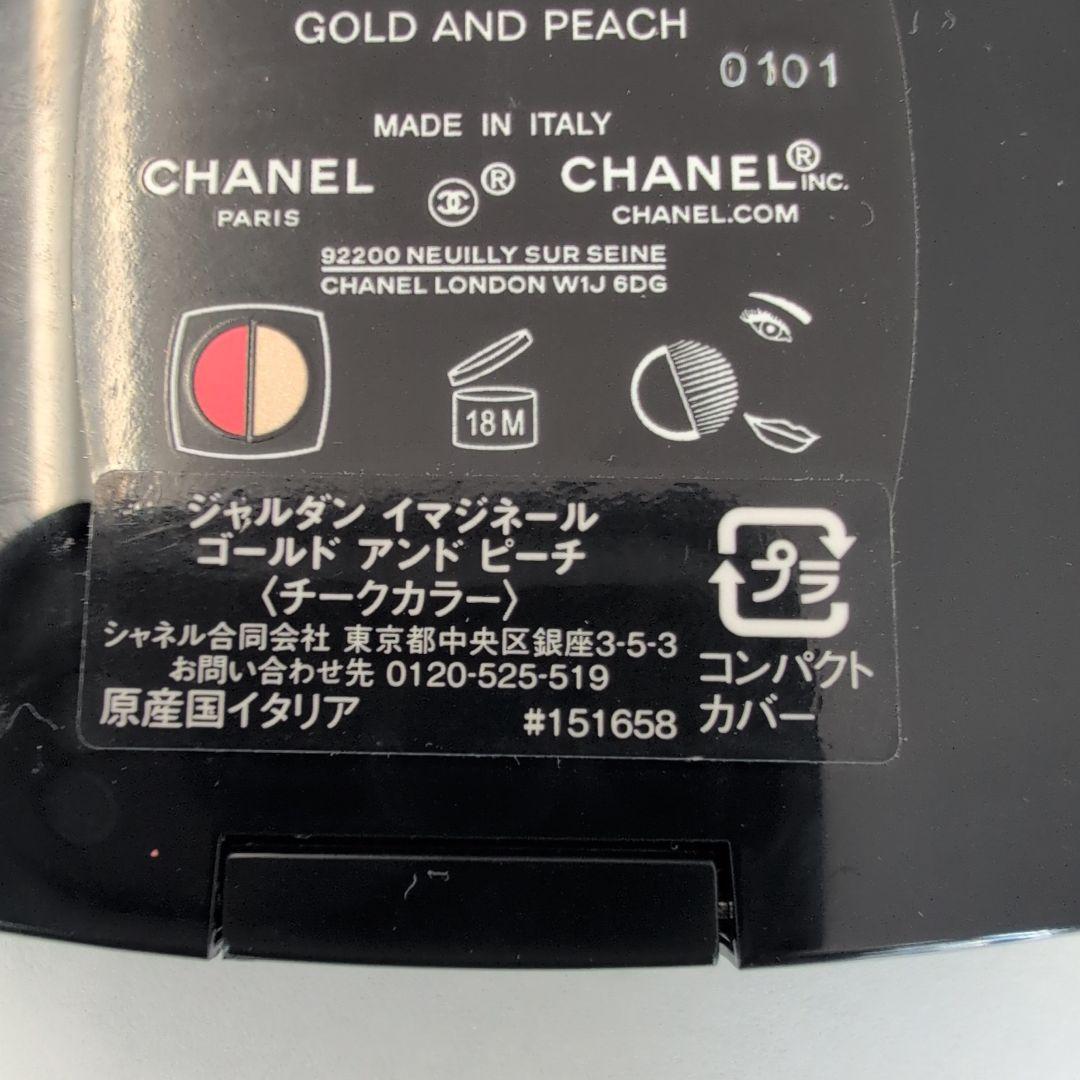 GOLD AND PEACH
0101
MADE IN ITALY
CHANEL
PARIS
®
CHANEL® INC.
CHANEL.COM
92200 NEUILLY SUR SEINE
CHANEL LONDON W1J 6DG
18 M
ジャルダン イマジネール
ゴールド アンド ピーチ
〈チークカラー〉
シャネル合同会社 東京都中央区銀座3-5-3
お問い合わせ先 0120-525-519
原産国イタリア #151658
プラ
コンパクト
カバー